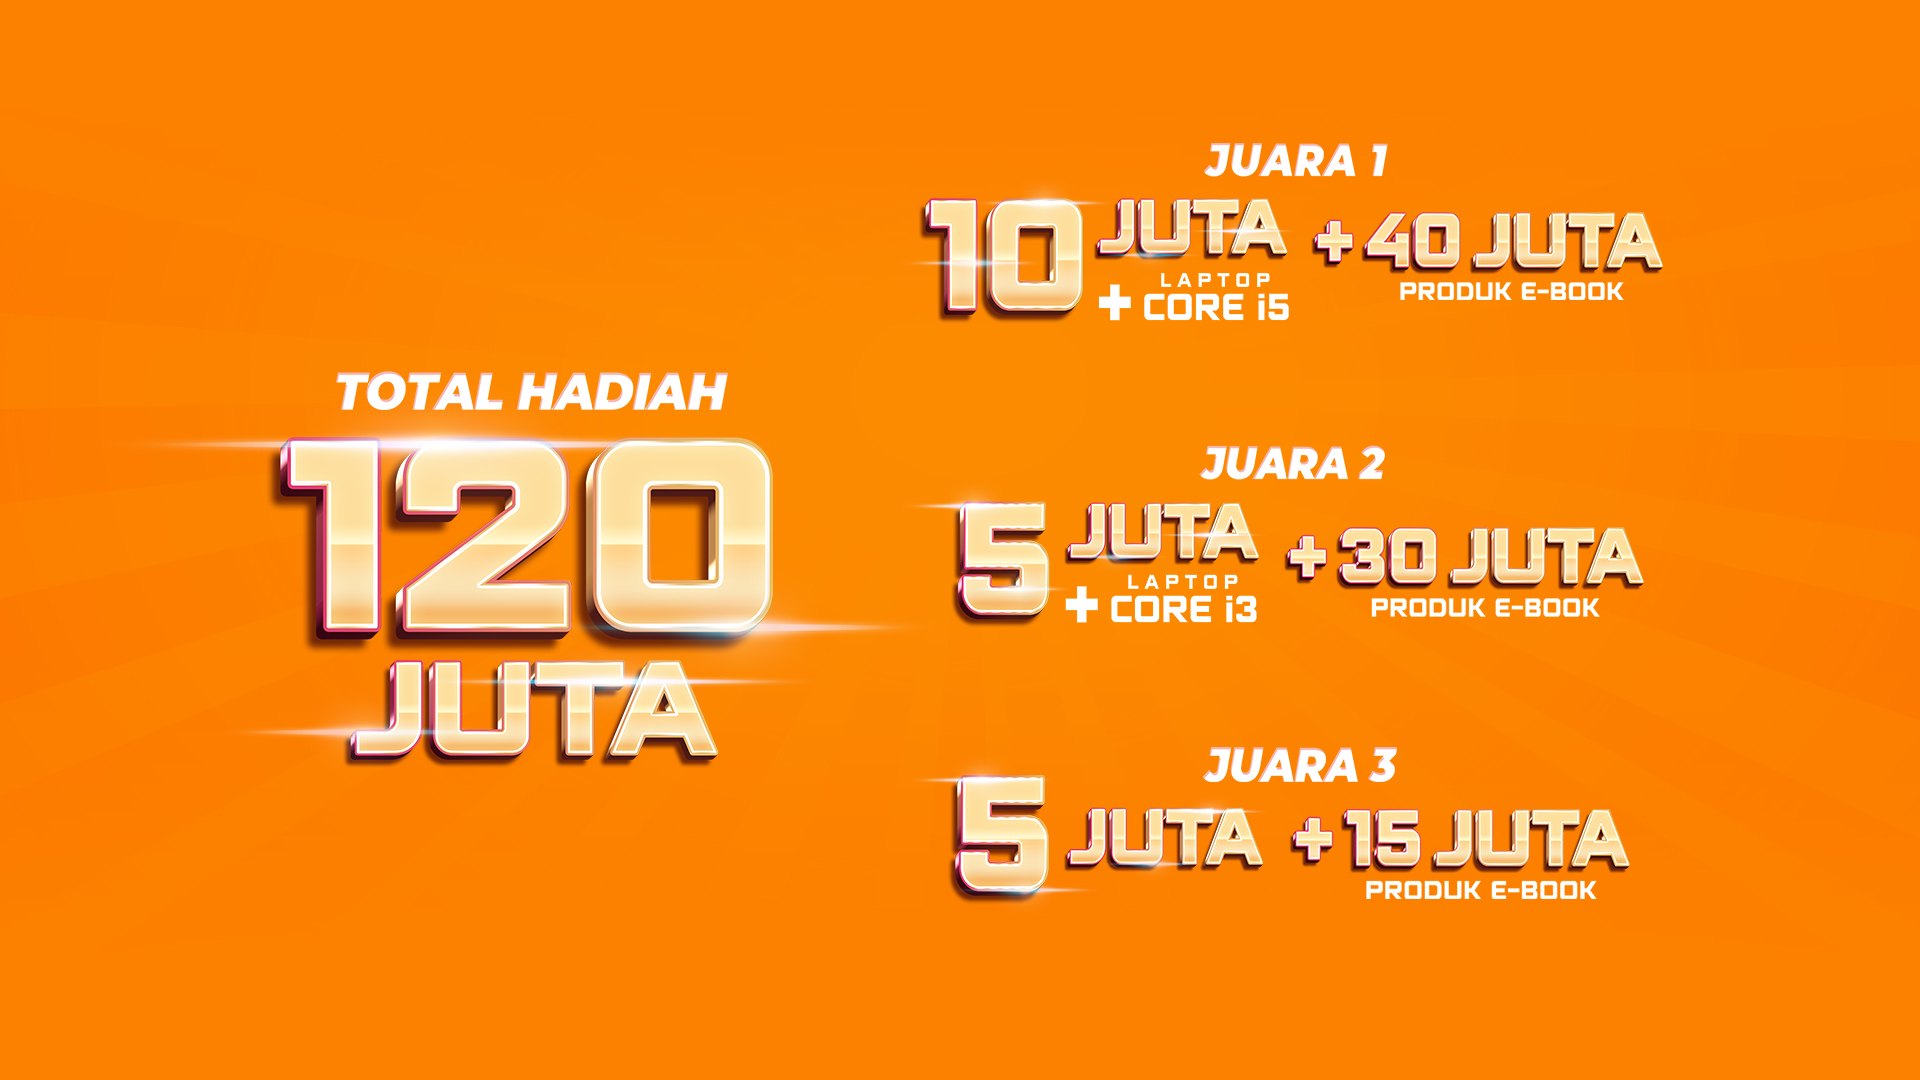 TOTAL HADIAH
120
JUTA
JUARA 1
10 JUTA + 40 JUTA
LAPTOP
+ CORE i5
PRODUK E-BOOK
JUARA 2
5 JUTA + 30 JUTA
LAPTOP
+ CORE i3
PRODUK E-BOOK
JUARA 3
5 JUTA + 15 JUTA
PRODUK E-BOOK